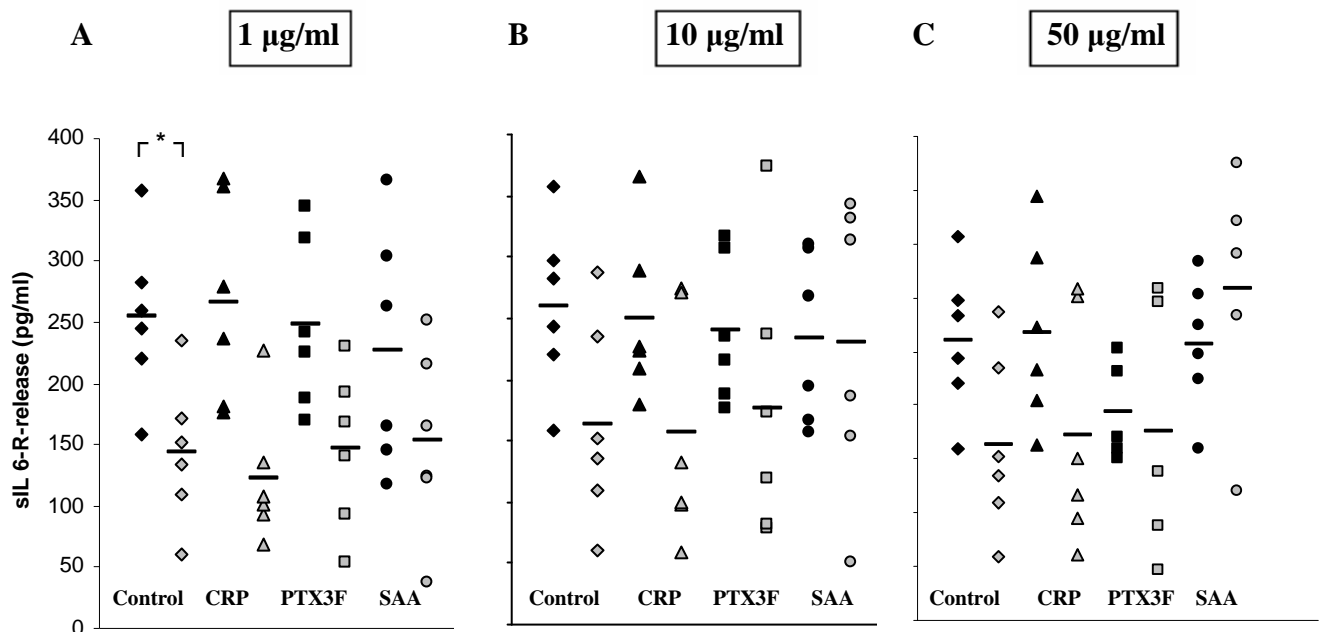 A 1 µg/ml B 10 µg/ml C 50 µg/ml
*
sIL 6-R-release (pg/ml)
400
350
300
250
200
150
100
50
0
Control CRP PTX3F SAA
Control CRP PTX3F SAA
Control CRP PTX3F SAA